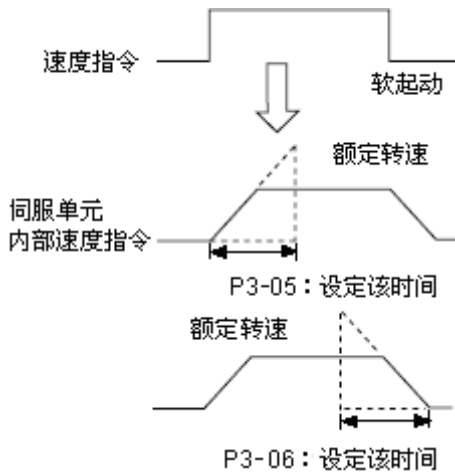 速度指令
软起动
额定转速
伺服单元
内部速度指令
P3-05：设定该时间
额定转速
P3-06：设定该时间